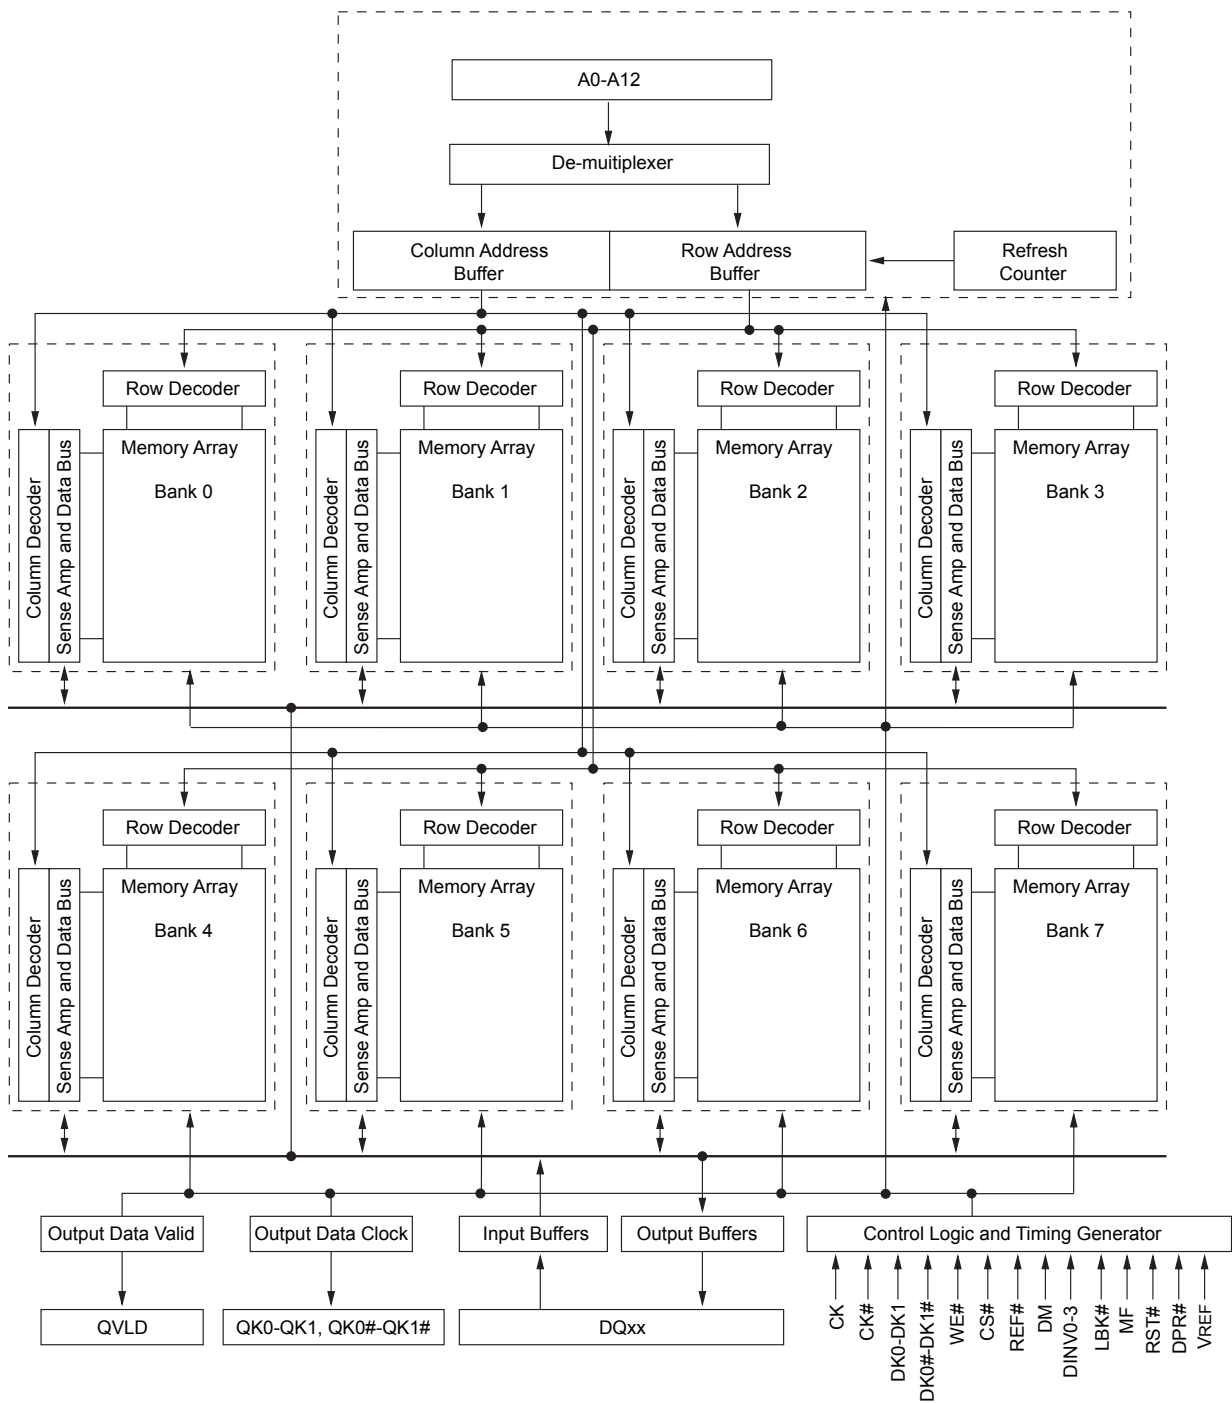 A0-A12
De-muitiplexer
Column Address
Buffer
Row Address
Buffer
Refresh
Counter
Row Decoder
Column Decoder
Sense Amp and Data Bus
Memory Array
Bank 0
Row Decoder
Column Decoder
Sense Amp and Data Bus
Memory Array
Bank 1
Row Decoder
Column Decoder
Sense Amp and Data Bus
Memory Array
Bank 2
Row Decoder
Column Decoder
Sense Amp and Data Bus
Memory Array
Bank 3
Row Decoder
Column Decoder
Sense Amp and Data Bus
Memory Array
Bank 4
Row Decoder
Column Decoder
Sense Amp and Data Bus
Memory Array
Bank 5
Row Decoder
Column Decoder
Sense Amp and Data Bus
Memory Array
Bank 6
Row Decoder
Column Decoder
Sense Amp and Data Bus
Memory Array
Bank 7
Output Data Valid
Output Data Clock
Input Buffers
Output Buffers
Control Logic and Timing Generator
QVLD
QK0-QK1, QK0#-QK1#
DQxx
CK
CK#
DK0-DK1
DK0#-DK1#
WE#
CS#
REF#
DM
DINV0-3
LBK#
MF
RST#
DPR#
VREF